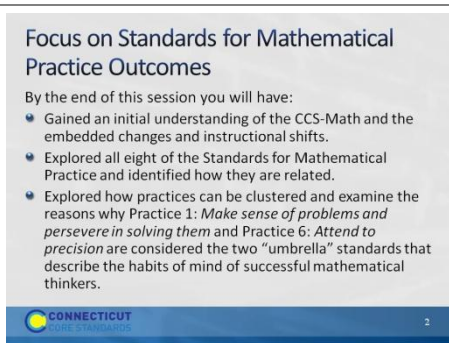 Focus on Standards for Mathematical
Practice Outcomes
By the end of this session you will have:
Gained an initial understanding of the CCS-Math and the
embedded changes and instructional shifts.
Explored all eight of the Standards for Mathematical
Practice and identified how they are related.
Explored how practices can be clustered and examine the
reasons why Practice 1: Make sense of problems and
persevere in solving them and Practice 6: Attend to
precision are considered the two "umbrella" standards that
describe the habits of mind of successful mathematical
thinkers.
CONNECTICUT
CORE STANDARDS
2